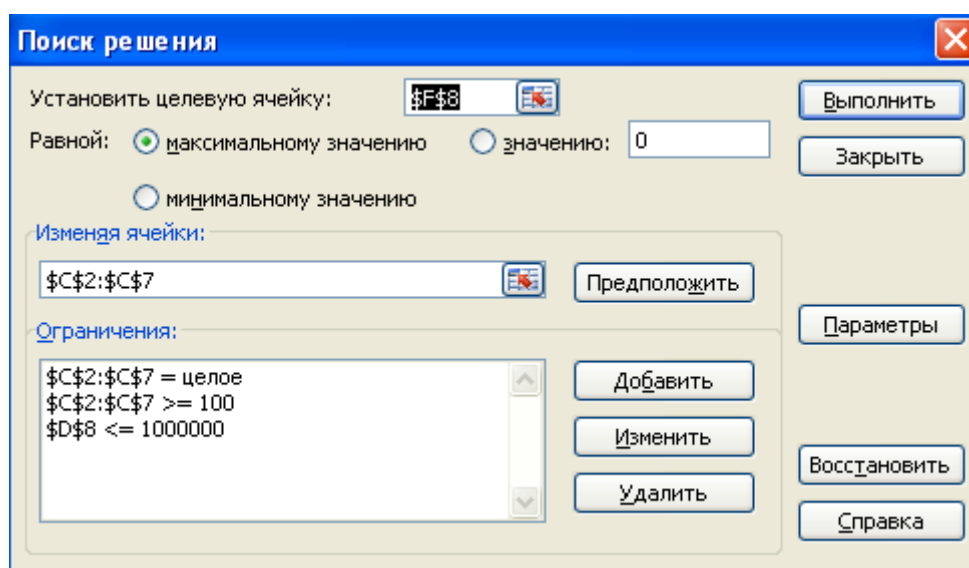 Поиск решения
Установить целевую ячейку: $F$8
Выполнить
Равной: максимальному значению значению: 0
Закрыть
минимальному значению
Изменяя ячейки:
$C$2:$C$7
Предположить
Ограничения:
Параметры
$C$2:$C$7 = целое
$C$2:$C$7 >= 100
$D$8 <= 1000000
Добавить
Изменить
Удалить
Восстановить
Справка